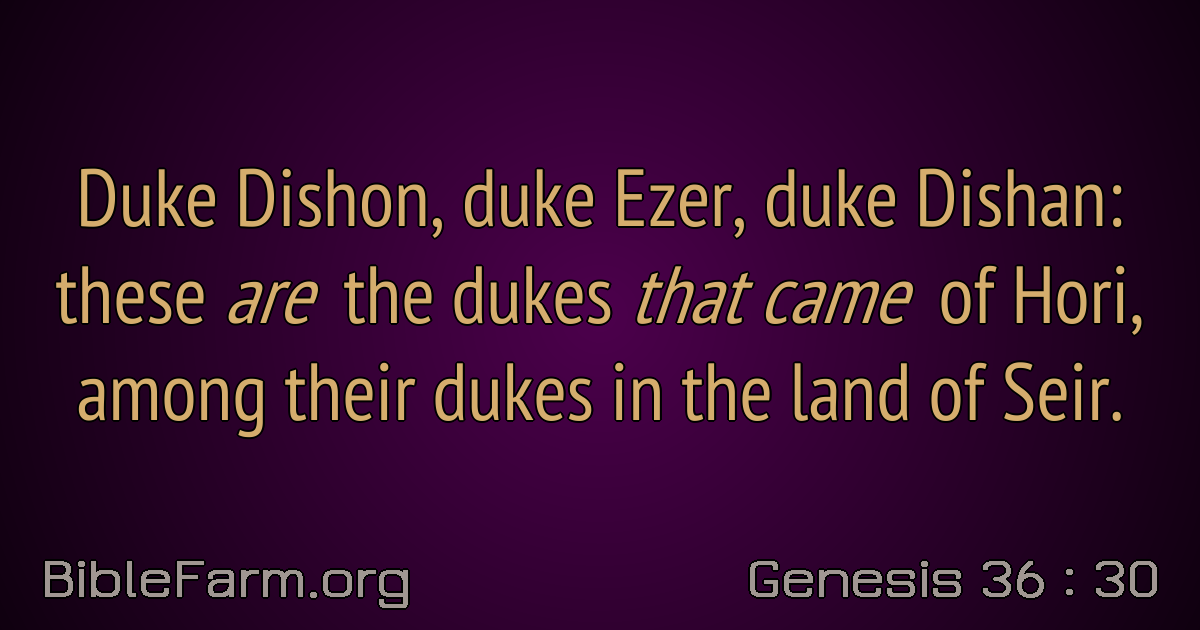 Duke Dishon, duke Ezer, duke Dishan:
these are the dukes that came of Hori,
among their dukes in the land of Seir.
BibleFarm.org
Genesis 36 : 30